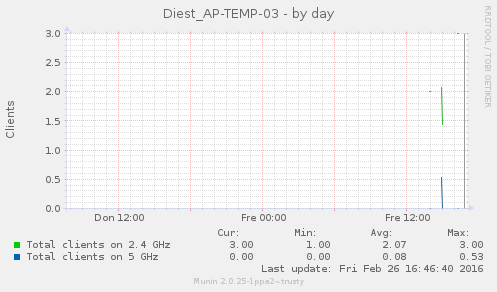 Diest_AP-TEMP-03 - by day
RRDTOOL / TOBI OETIKER
Clients
3.0
2.5
2.0
1.5
1.0
0.5
0.0
Don 12:00 Fre 00:00 Fre 12:00
Cur: Min: Avg: Max:
Total clients on 2.4 GHz 3.00 1.00 2.07 3.00
Total clients on 5 GHz 0.00 0.00 0.08 0.53
Last update: Fri Feb 26 16:46:40 2016
Munin 2.0.25-1ppa2~trusty